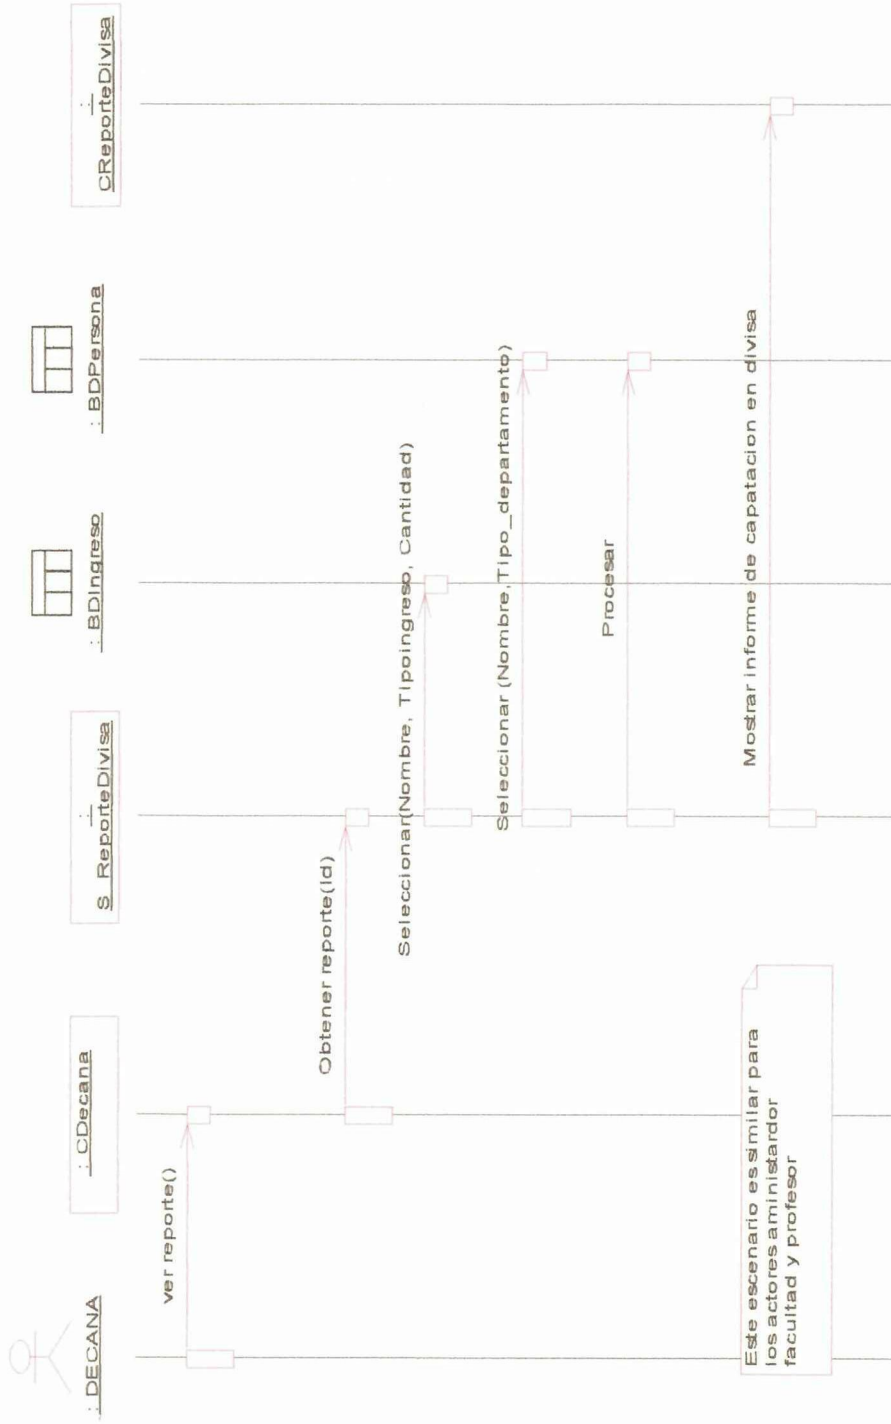 : DECANA
: CDecana
:
S_ReporteDivisa
: BDIngreso
: BDPersona
:
CReporteDivisa
ver reporte()
Obtener reporte(Id)
Seleccionar(Nombre, Tipoingreso, Cantidad)
Seleccionar (Nombre,Tipo_departamento)
Procesar
Mostrar informe de capatacion en divisa
Este escenario es similar para
los actores aministardor
facultad y profesor